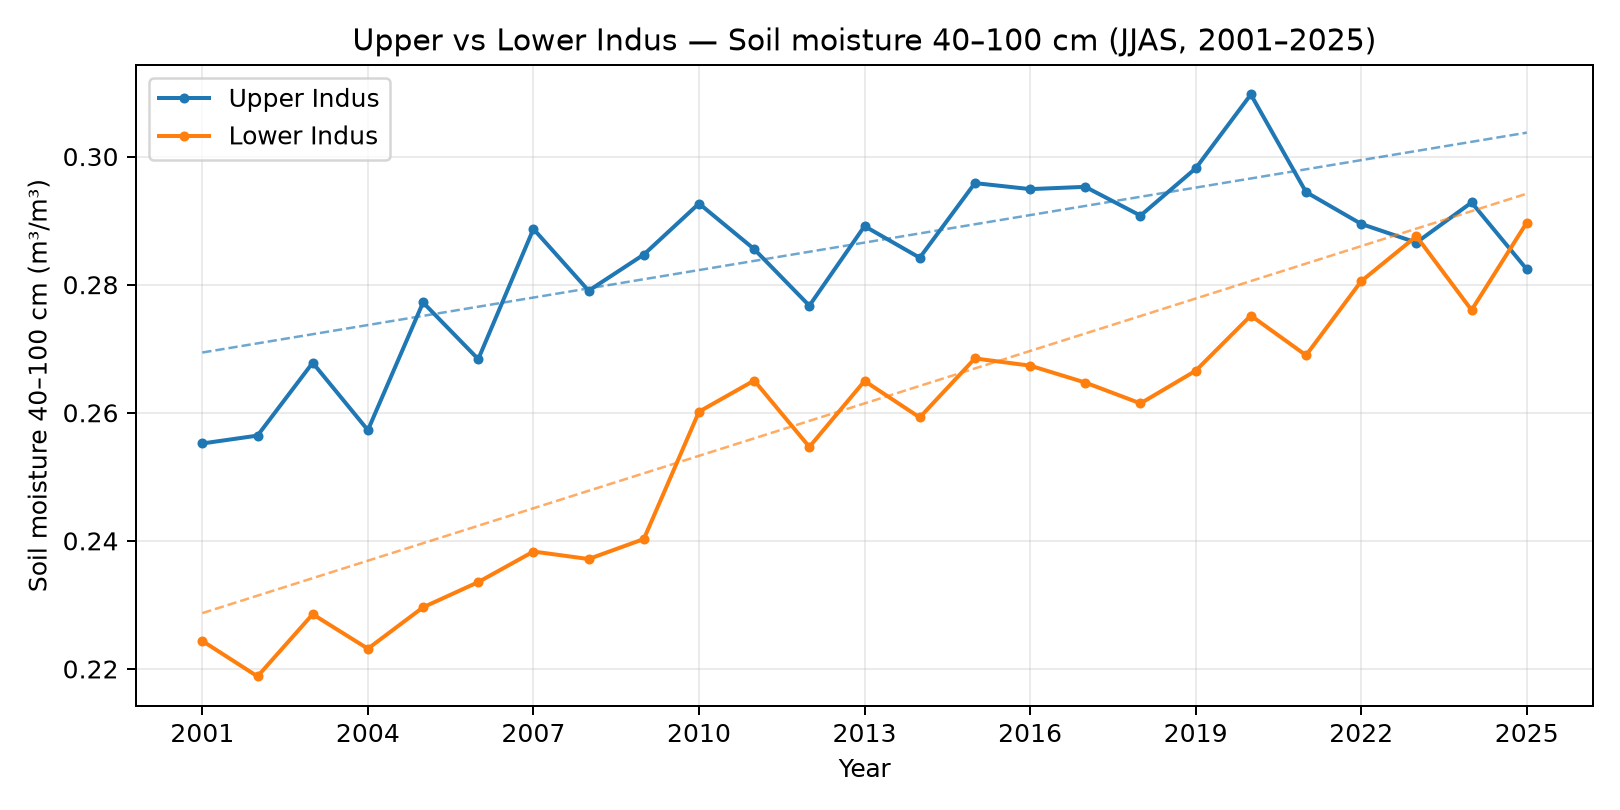 Upper vs Lower Indus — Soil moisture 40–100 cm (JJAS, 2001–2025)
Upper Indus
Lower Indus
Soil moisture 40–100 cm (m³/m³)
0.30
0.28
0.26
0.24
0.22
2001 2004 2007 2010 2013 2016 2019 2022 2025
Year